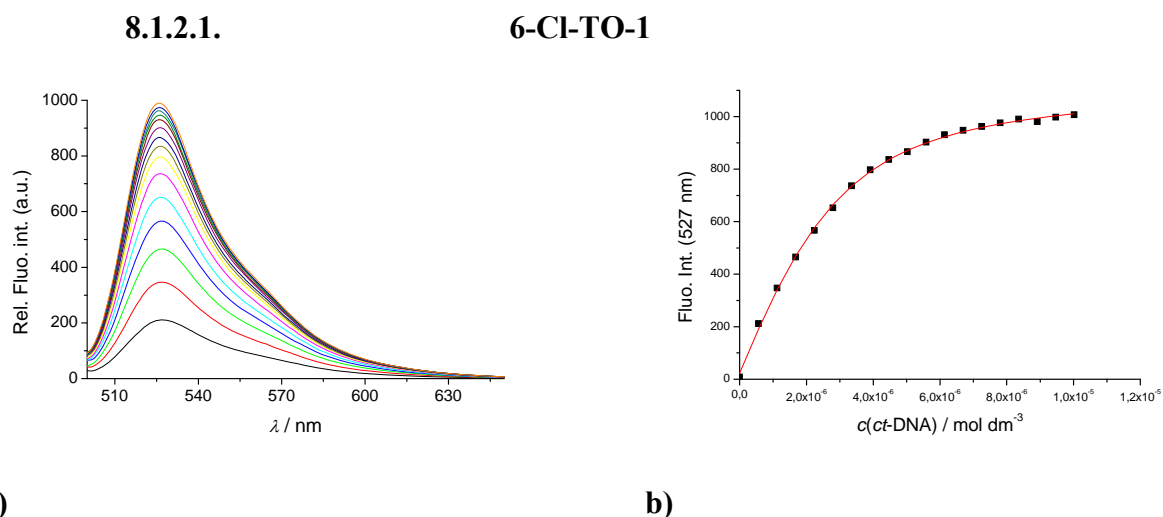 8.1.2.1. 6-Cl-TO-1
Rel. Fluo. int. (a.u.)
1000
800
600
400
200
0
510 540 570 600 630
λ / nm
Fluo. Int. (527 nm)
1000
800
600
400
200
0
0,0 2,0x10⁻⁶ 4,0x10⁻⁶ 6,0x10⁻⁶ 8,0x10⁻⁶ 1,0x10⁻⁵ 1,2x10⁻⁵
c(ct-DNA) / mol dm⁻³
) b)